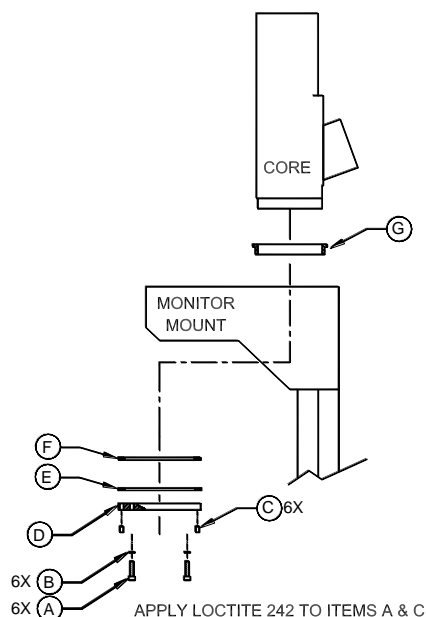 CORE
G
MONITOR
MOUNT
F
E
D
C 6X
6X B
6X A
APPLY LOCTITE 242 TO ITEMS A & C